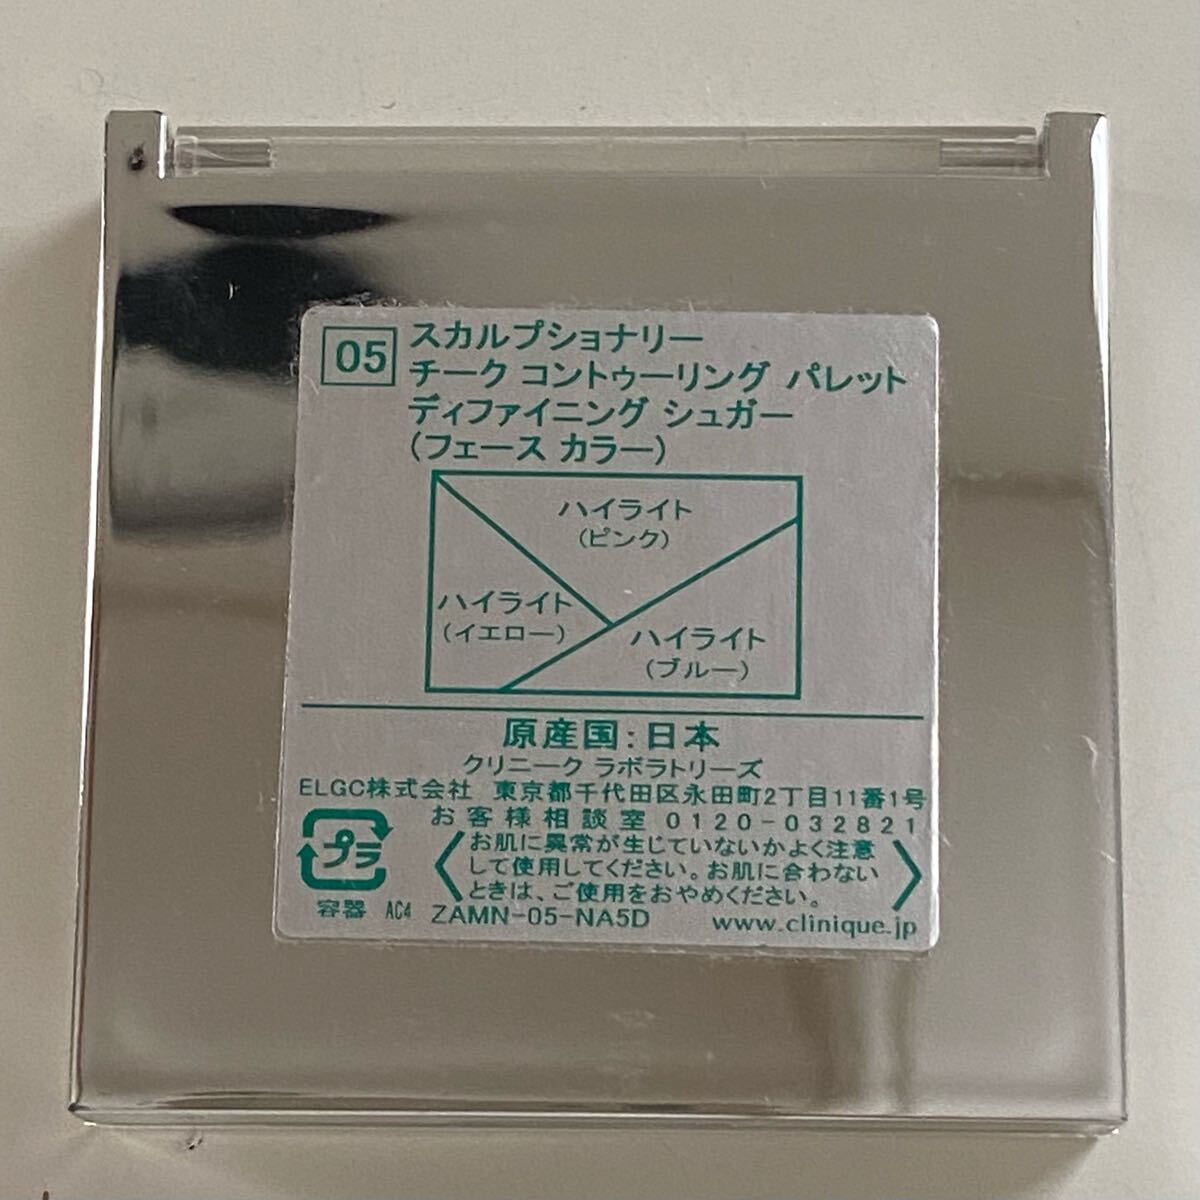 05
スカルプショナリー
チーク コントゥーリング パレット
ディファイニング シュガー
(フェース カラー)
ハイライト
(ピンク)
ハイライト
(イエロー)
ハイライト
(ブルー)
原産国:日本
クリニーク ラボラトリーズ
ELGC株式会社 東京都千代田区永田町2丁目11番1号
お客様相談室 0120-032821
お肌に異常が生じていないかよく注意
して使用してください。お肌に合わない
ときは、ご使用をおやめください。
プラ
容器 AC4 ZAMN-05-NA5D www.clinique.jp